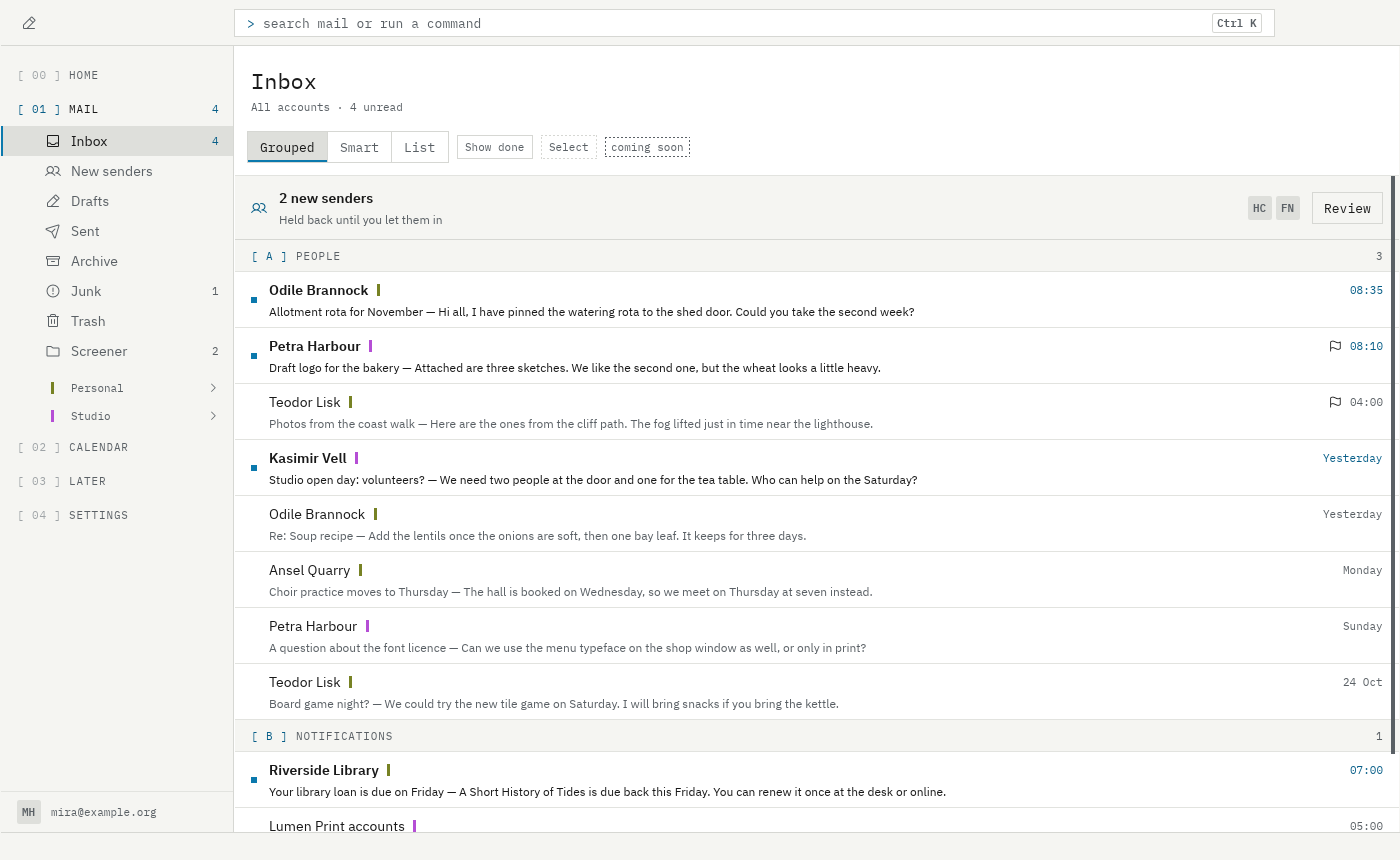 > search mail or run a command Ctrl K
[ 00 ] HOME
[ 01 ] MAIL 4
Inbox 4
New senders
Drafts
Sent
Archive
Junk 1
Trash
Screener 2
Personal
Studio
[ 02 ] CALENDAR
[ 03 ] LATER
[ 04 ] SETTINGS
MH mira@example.org
Inbox
All accounts · 4 unread
Grouped Smart List Show done Select coming soon
2 new senders
Held back until you let them in
HC FN Review
[ A ] PEOPLE 3
Odile Brannock 08:35
Allotment rota for November — Hi all, I have pinned the watering rota to the shed door. Could you take the second week?
Petra Harbour 08:10
Draft logo for the bakery — Attached are three sketches. We like the second one, but the wheat looks a little heavy.
Teodor Lisk 04:00
Photos from the coast walk — Here are the ones from the cliff path. The fog lifted just in time near the lighthouse.
Kasimir Vell Yesterday
Studio open day: volunteers? — We need two people at the door and one for the tea table. Who can help on the Saturday?
Odile Brannock Yesterday
Re: Soup recipe — Add the lentils once the onions are soft, then one bay leaf. It keeps for three days.
Ansel Quarry Monday
Choir practice moves to Thursday — The hall is booked on Wednesday, so we meet on Thursday at seven instead.
Petra Harbour Sunday
A question about the font licence — Can we use the menu typeface on the shop window as well, or only in print?
Teodor Lisk 24 Oct
Board game night? — We could try the new tile game on Saturday. I will bring snacks if you bring the kettle.
[ B ] NOTIFICATIONS 1
Riverside Library 07:00
Your library loan is due on Friday — A Short History of Tides is due back this Friday. You can renew it once at the desk or online.
Lumen Print accounts 05:00